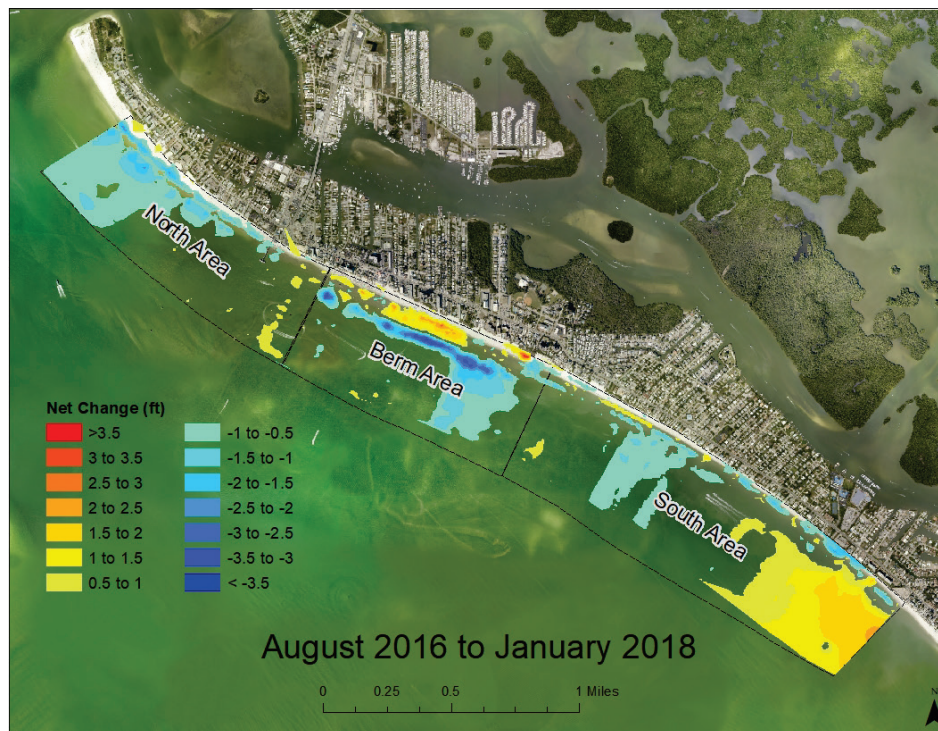 North Area
Berm Area
South Area
Net Change (ft)
>3.5
3 to 3.5
2.5 to 3
2 to 2.5
1.5 to 2
1 to 1.5
0.5 to 1
-1 to -0.5
-1.5 to -1
-2 to -1.5
-2.5 to -2
-3 to -2.5
-3.5 to -3
< -3.5
August 2016 to January 2018
0 0.25 0.5 1 Miles
N